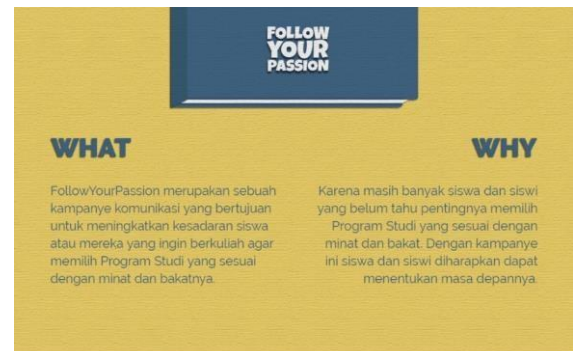 FOLLOW
YOUR
PASSION
WHAT
FollowYourPassion merupakan sebuah
kampanye komunikasi yang bertujuan
untuk meningkatkan kesadaran siswa
atau mereka yang ingin berkuliah agar
memilih Program Studi yang sesuai
dengan minat dan bakatnya.
WHY
Karena masih banyak siswa dan siswi
yang belum tahu pentingnya memilih
Program Studi yang sesuai dengan
minat dan bakat. Dengan kampanye
ini siswa dan siswi diharapkan dapat
menentukan masa depannya.